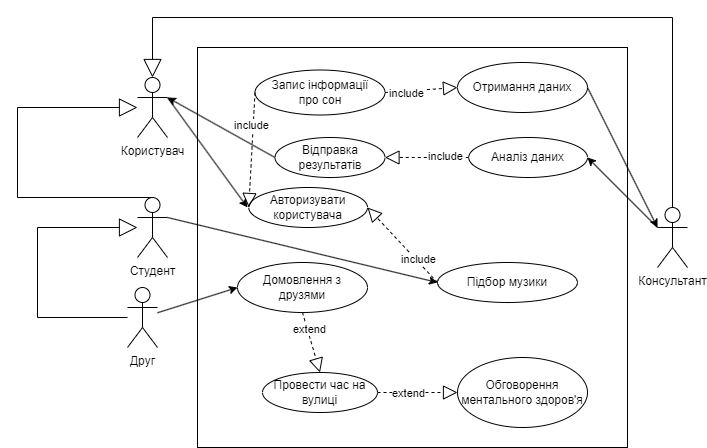 Запис інформації
про сон
include
Отримання даних
include
Користувач
Відправка
результатів
include
Аналіз даних
Авторизувати
користувача
include
Студент
Консультант
Домовлення з
друзями
Підбор музики
extend
Друг
Провести час на
вулиці
extend
Обговорення
ментального здоров'я